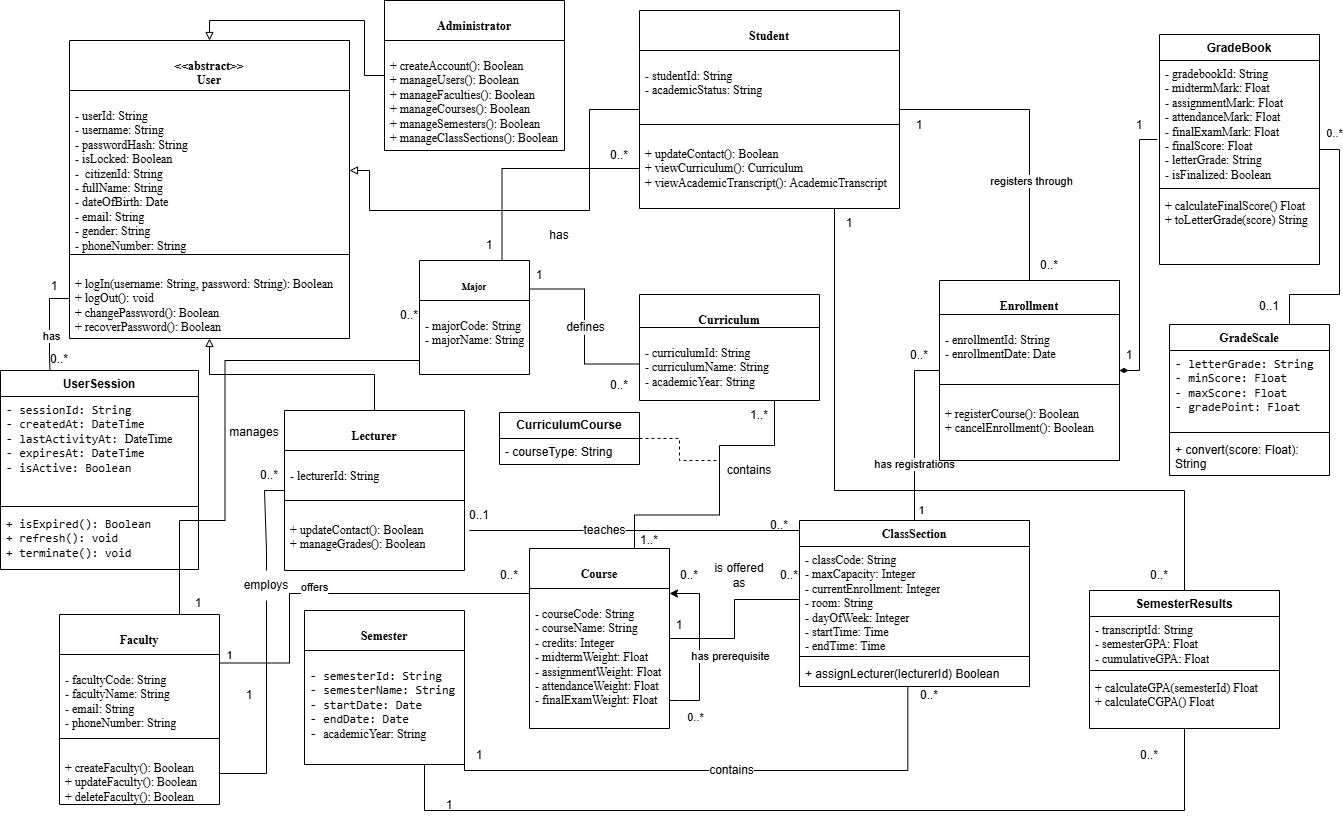 Administrator
+ createAccount(): Boolean
+ manageUsers(): Boolean
+ manageFaculties(): Boolean
+ manageCourses(): Boolean
+ manageSemesters(): Boolean
+ manageClassSections(): Boolean
<<abstract>>
User
- userId: String
- username: String
- passwordHash: String
- isLocked: Boolean
-  citizenId: String
- fullName: String
- dateOfBirth: Date
- email: String
- gender: String
- phoneNumber: String
+ logIn(username: String, password: String): Boolean
+ logOut(): void
+ changePassword(): Boolean
+ recoverPassword(): Boolean
Student
- studentId: String
- academicStatus: String
+ updateContact(): Boolean
+ viewCurriculum(): Curriculum
+ viewAcademicTranscript(): AcademicTranscript
GradeBook
- gradebookId: String
- midtermMark: Float
- assignmentMark: Float
- attendanceMark: Float
- finalExamMark: Float
- finalScore: Float
- letterGrade: String
- isFinalized: Boolean
+ calculateFinalScore() Float
+ toLetterGrade(score) String
0..*
1
1
0..*
registers through
1
has
1
0..*
Major
- majorCode: String
- majorName: String
1
0..*
defines
0..*
Curriculum
- curriculumId: String
- curriculumName: String
- academicYear: String
1..*
Enrollment
- enrollmentId: String
- enrollmentDate: Date
+ registerCourse(): Boolean
+ cancelEnrollment(): Boolean
0..*
1
0..1
GradeScale
- letterGrade: String
- minScore: Float
- maxScore: Float
- gradePoint: Float
+ convert(score: Float):
String
1
has
0..*
UserSession
- sessionId: String
- createdAt: DateTime
- lastActivityAt: DateTime
- expiresAt: DateTime
- isActive: Boolean
+ isExpired(): Boolean
+ refresh(): void
+ terminate(): void
manages
0..*
Lecturer
- lecturerId: String
+ updateContact(): Boolean
+ manageGrades(): Boolean
CurriculumCourse
- courseType: String
contains
has registrations
0..1
teaches
0..*
1
1..*
ClassSection
- classCode: String
- maxCapacity: Integer
- currentEnrollment: Integer
- room: String
- dayOfWeek: Integer
- startTime: Time
- endTime: Time
+ assignLecturer(lecturerId) Boolean
0..*
Course
- courseCode: String
- courseName: String
- credits: Integer
- midtermWeight: Float
- assignmentWeight: Float
- attendanceWeight: Float
- finalExamWeight: Float
0..*
0..*
is offered
as
0..*
1
has prerequisite
0..*
employs
offers
1
1
1
Faculty
- facultyCode: String
- facultyName: String
- email: String
- phoneNumber: String
+ createFaculty(): Boolean
+ updateFaculty(): Boolean
+ deleteFaculty(): Boolean
Semester
- semesterId: String
- semesterName: String
- startDate: Date
- endDate: Date
- academicYear: String
1
contains
1
0..*
SemesterResults
- transcriptId: String
- semesterGPA: Float
- cumulativeGPA: Float
+ calculateGPA(semesterId) Float
+ calculateCGPA() Float
0..*